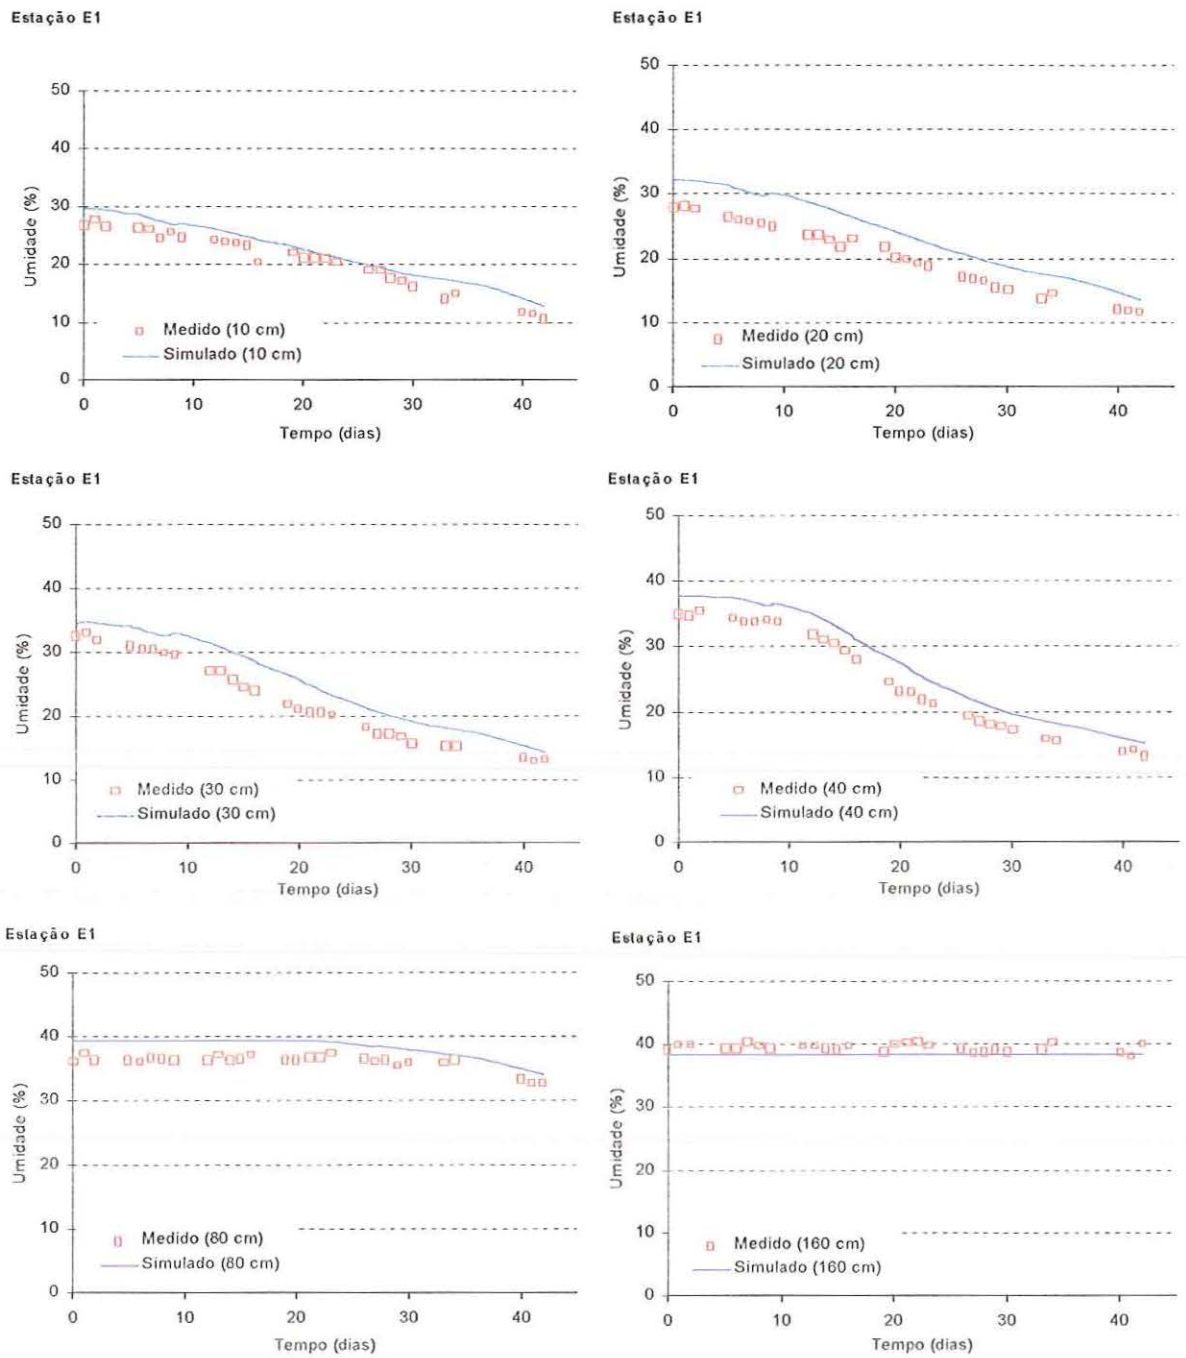 Estação E1
50
40
30
20
10
0
Umidade (%)
Medido (10 cm)
Simulado (10 cm)
0 10 20 30 40
Tempo (dias)
Estação E1
50
40
30
20
10
0
Umidade (%)
Medido (20 cm)
Simulado (20 cm)
0 10 20 30 40
Tempo (dias)
Estação E1
50
40
30
20
10
0
Umidade (%)
Medido (30 cm)
Simulado (30 cm)
0 10 20 30 40
Tempo (dias)
Estação E1
50
40
30
20
10
0
Umidade (%)
Medido (40 cm)
Simulado (40 cm)
0 10 20 30 40
Tempo (dias)
Estação E1
50
40
30
20
10
0
Umidade (%)
Medido (80 cm)
Simulado (80 cm)
0 10 20 30 40
Tempo (dias)
Estação E1
50
40
30
20
10
0
Umidade (%)
Medido (160 cm)
Simulado (160 cm)
0 10 20 30 40
Tempo (dias)